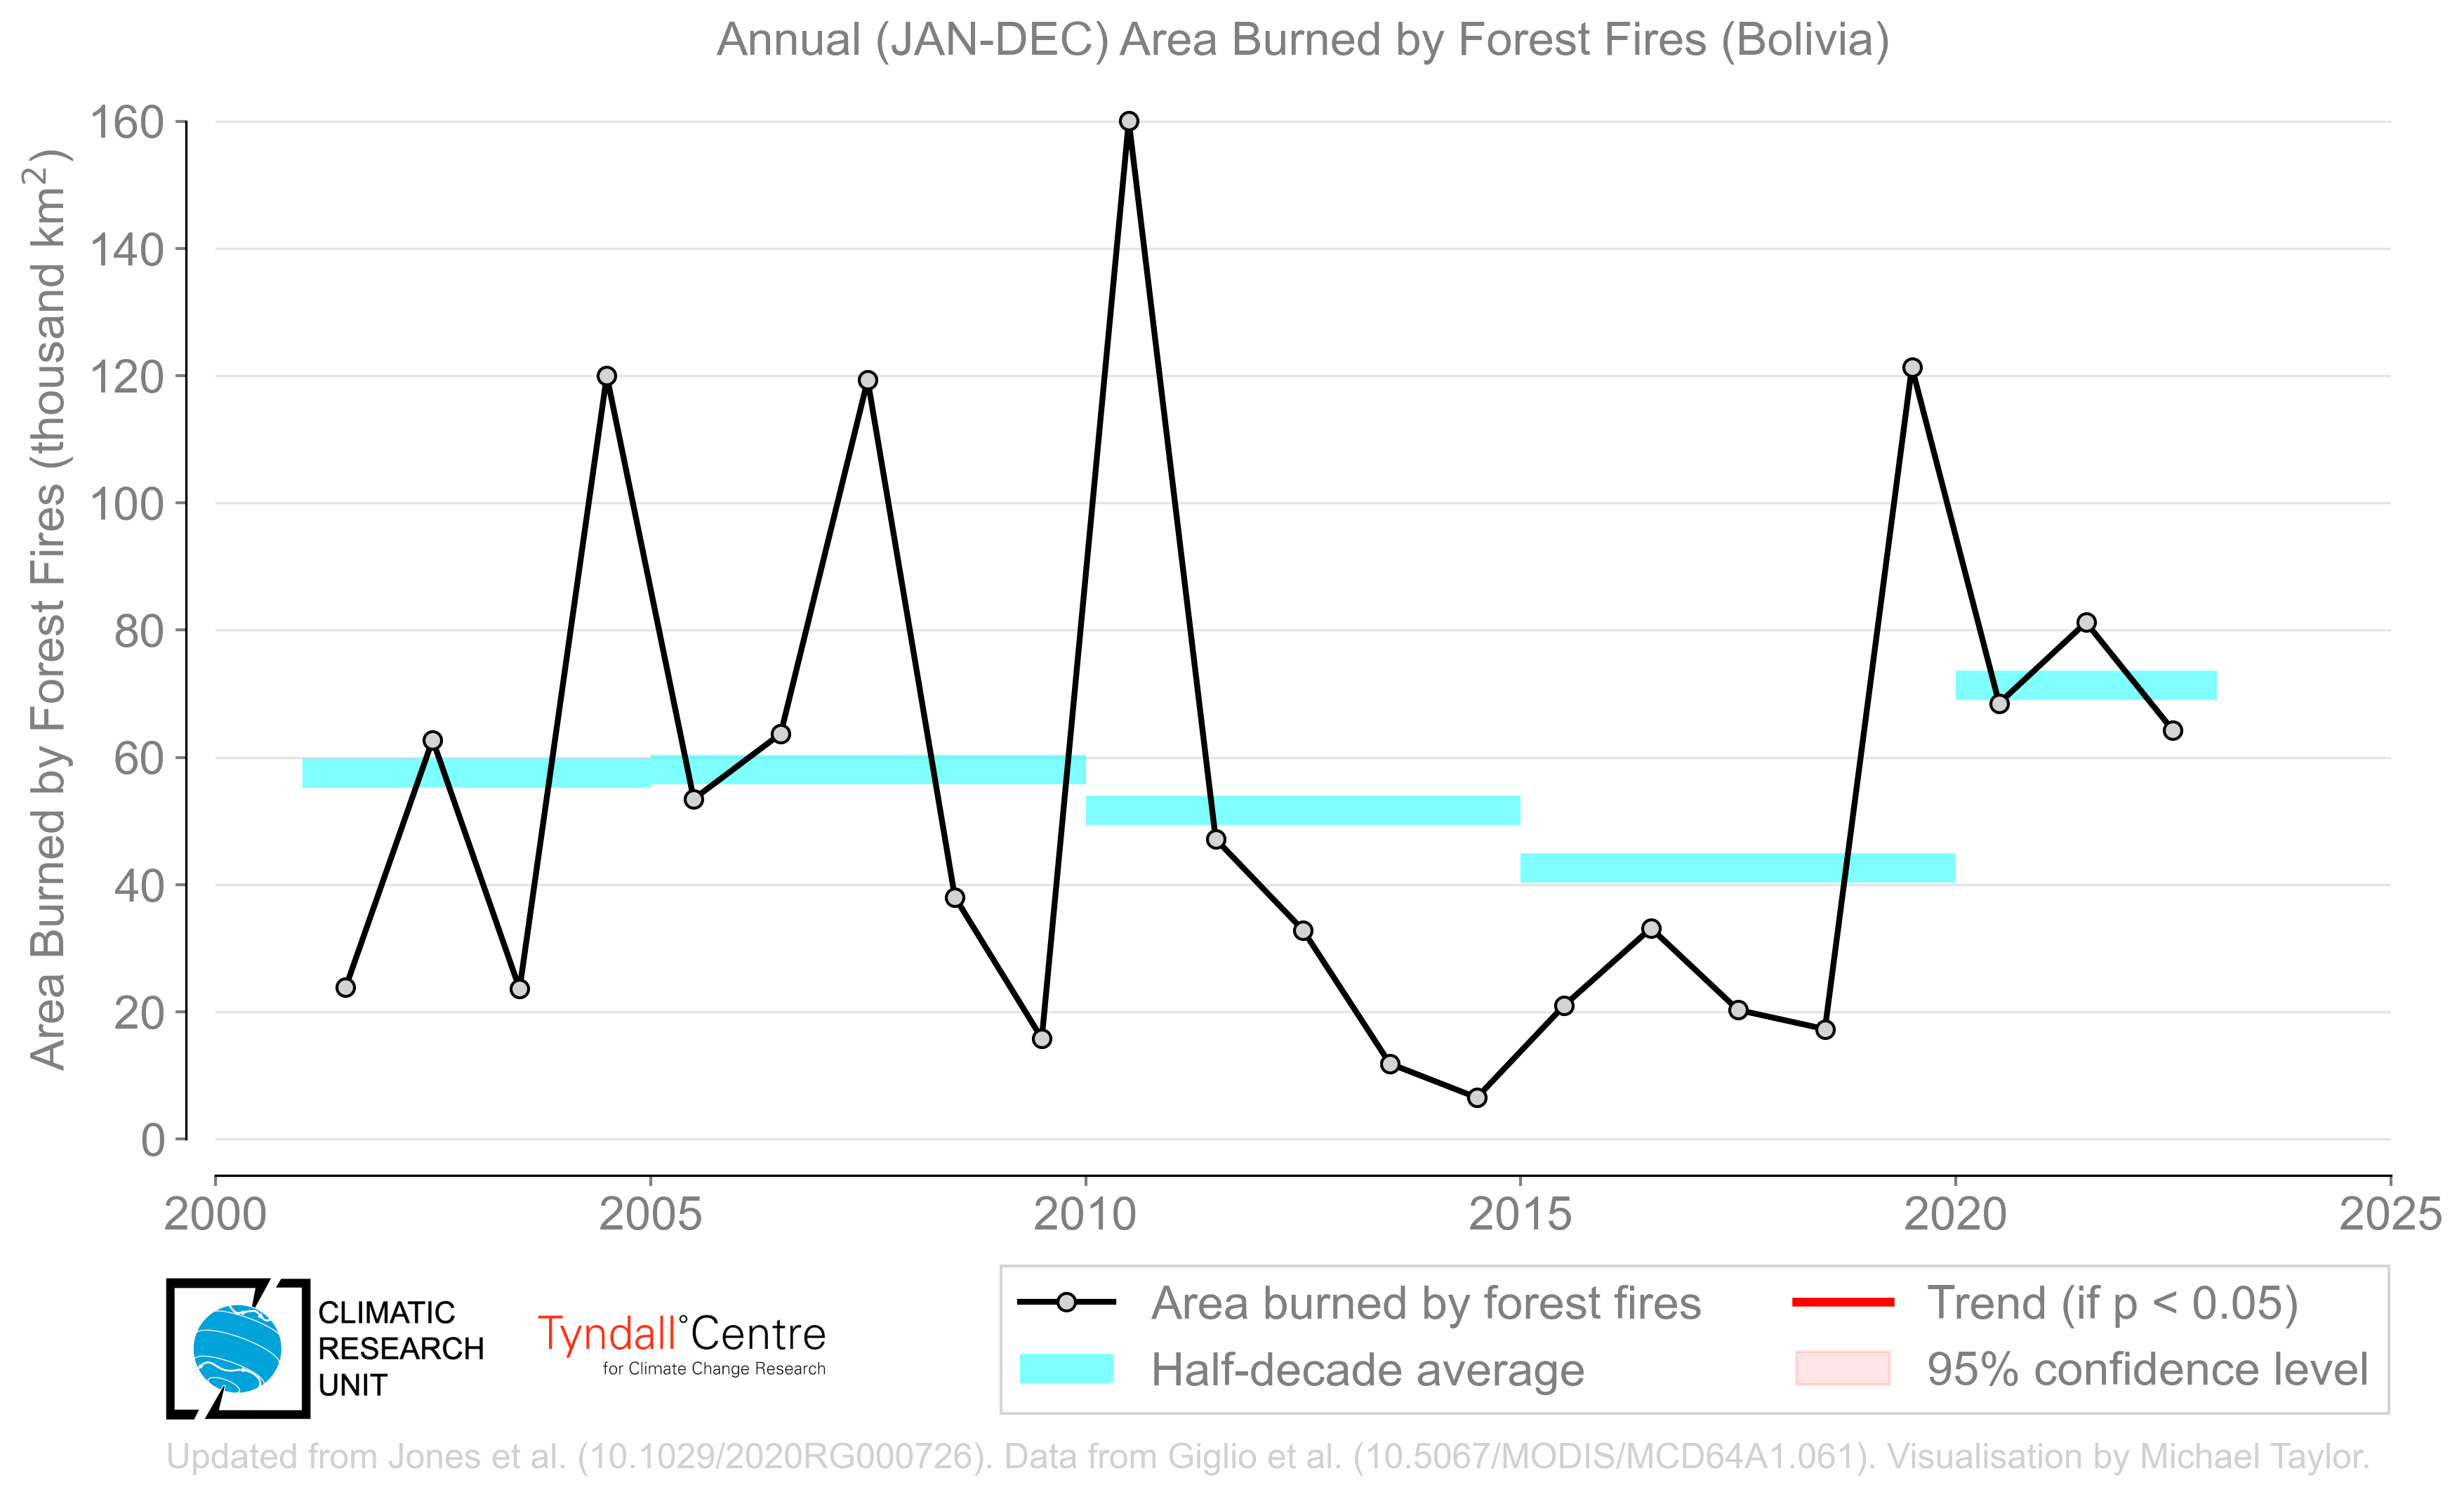 Annual (JAN-DEC) Area Burned by Forest Fires (Bolivia)
Area Burned by Forest Fires (thousand km²)
160
140
120
100
80
60
40
20
0
2000 2005 2010 2015 2020 2025
CLIMATIC
RESEARCH
UNIT
Tyndall°Centre
for Climate Change Research
Area burned by forest fires
Half-decade average
Trend (if p < 0.05)
95% confidence level
Updated from Jones et al. (10.1029/2020RG000726). Data from Giglio et al. (10.5067/MODIS/MCD64A1.061). Visualisation by Michael Taylor.